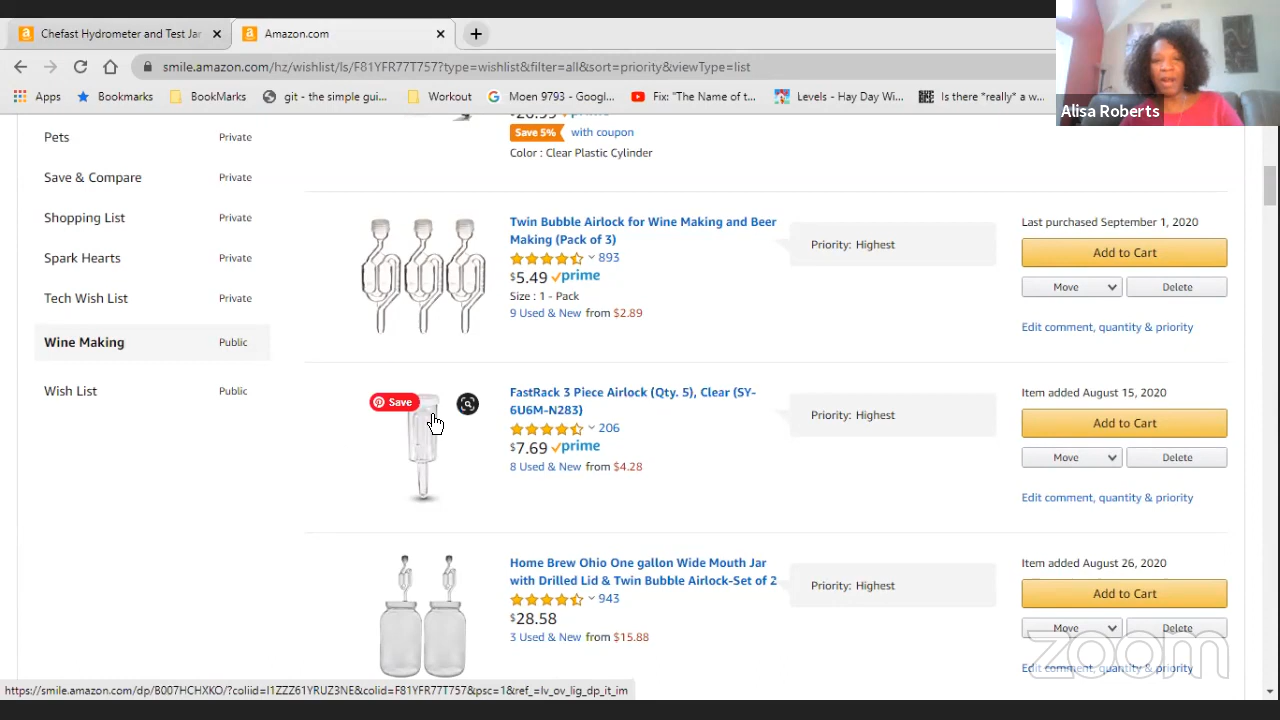 Chefast Hydrometer and Test Jar
Amazon.com
smile.amazon.com/hz/wishlist/ls/F81YFR77T757?type=wishlist&filter=all&sort=priority&viewType=list
Apps
Bookmarks
BookMarks
git - the simple gui...
Workout
Moen 9793 - Googl...
Fix: "The Name of t...
Levels - Hay Day Wi...
Is there *really* a w...
Alisa Roberts
Pets Private
Save & Compare Private
Shopping List Private
Spark Hearts Private
Tech Wish List Private
Wine Making Public
Wish List Public
Save 5% with coupon
Color : Clear Plastic Cylinder
Twin Bubble Airlock for Wine Making and Beer
Making (Pack of 3)
893
$5.49 prime
Size : 1 - Pack
9 Used & New from $2.89
Priority: Highest
Last purchased September 1, 2020
Add to Cart
Move Delete
Edit comment, quantity & priority
Save
FastRack 3 Piece Airlock (Qty. 5), Clear (SY-
6U6M-N283)
206
$7.69 prime
8 Used & New from $4.28
Priority: Highest
Item added August 15, 2020
Add to Cart
Move Delete
Edit comment, quantity & priority
Home Brew Ohio One gallon Wide Mouth Jar
with Drilled Lid & Twin Bubble Airlock-Set of 2
943
$28.58
3 Used & New from $15.88
Priority: Highest
Item added August 26, 2020
Add to Cart
Move Delete
Edit comment, quantity & priority
zoom
https://smile.amazon.com/dp/B007HCHXKO/?coliid=I1ZZZ61YRUZ3NE&colid=F81YFR77T757&psc=1&ref_=lv_ov_lig_dp_it_im